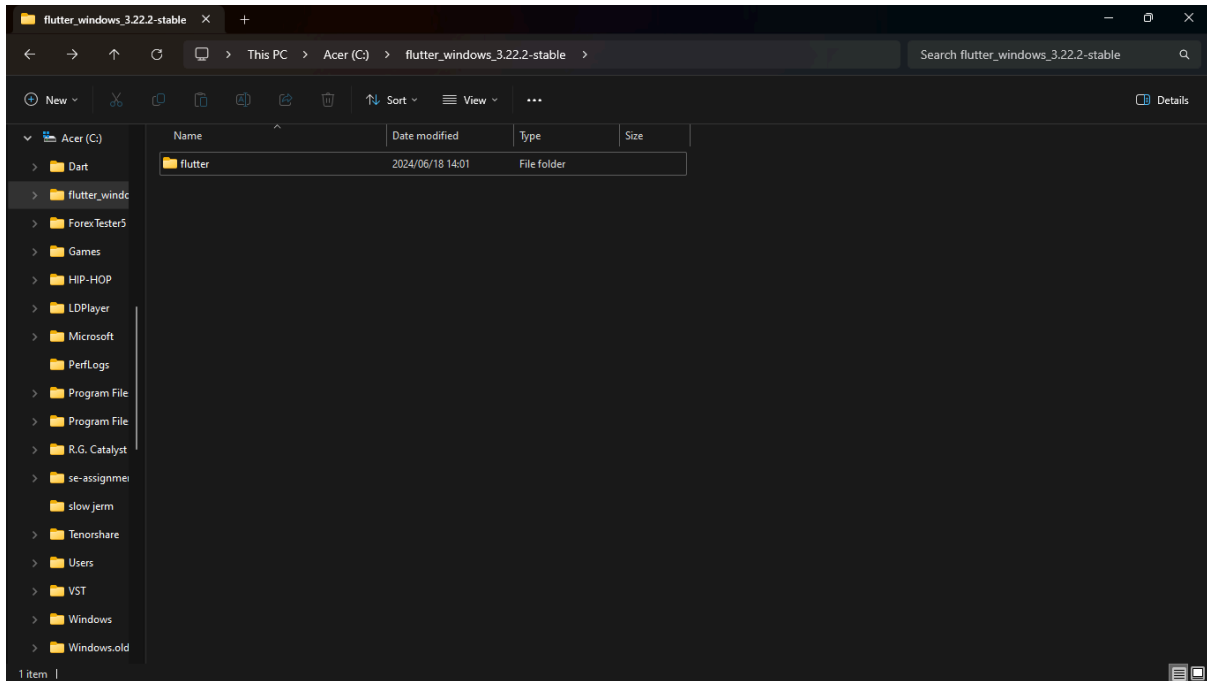 flutter_windows_3.22.2-stable
This PC > Acer (C:) > flutter_windows_3.22.2-stable >
Search flutter_windows_3.22.2-stable
New
Sort
View
Details
Acer (C:)
Dart
flutter_windc
ForexTester5
Games
HIP-HOP
LDPlayer
Microsoft
PerfLogs
Program File
Program File
R.G. Catalyst
se-assignmer
slow jerm
Tenorshare
Users
VST
Windows
Windows.old
Name Date modified Type Size
flutter 2024/06/18 14:01 File folder
1 item